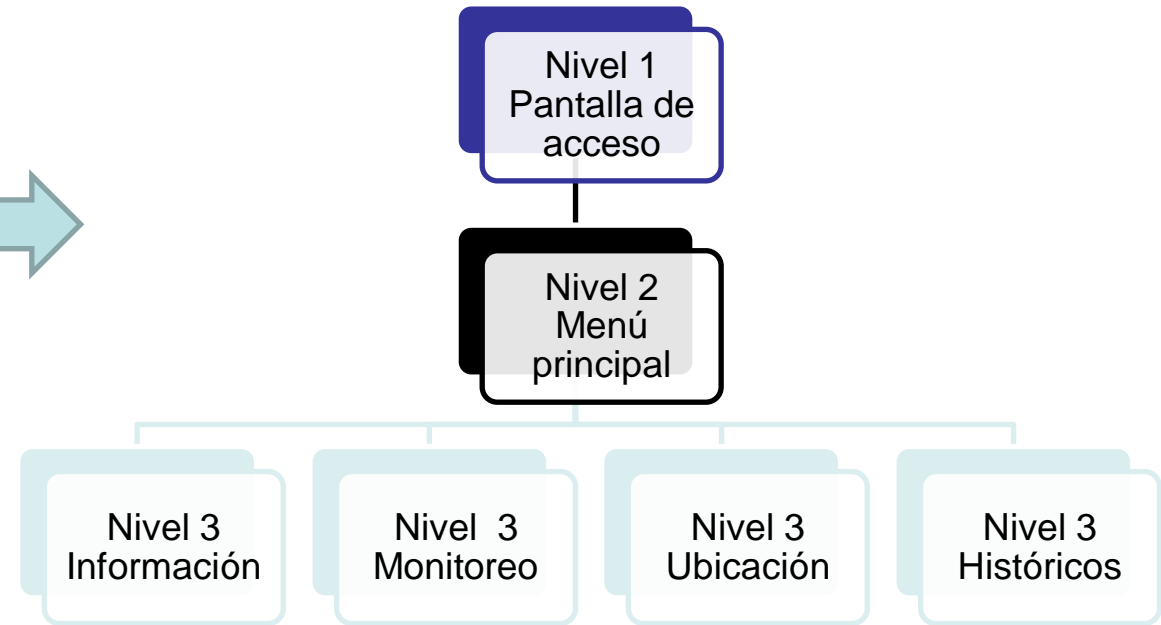 Nivel 1
Pantalla de
acceso
Nivel 2
Menú
principal
Nivel 3
Información
Nivel  3
Monitoreo
Nivel 3
Ubicación
Nivel 3
Históricos